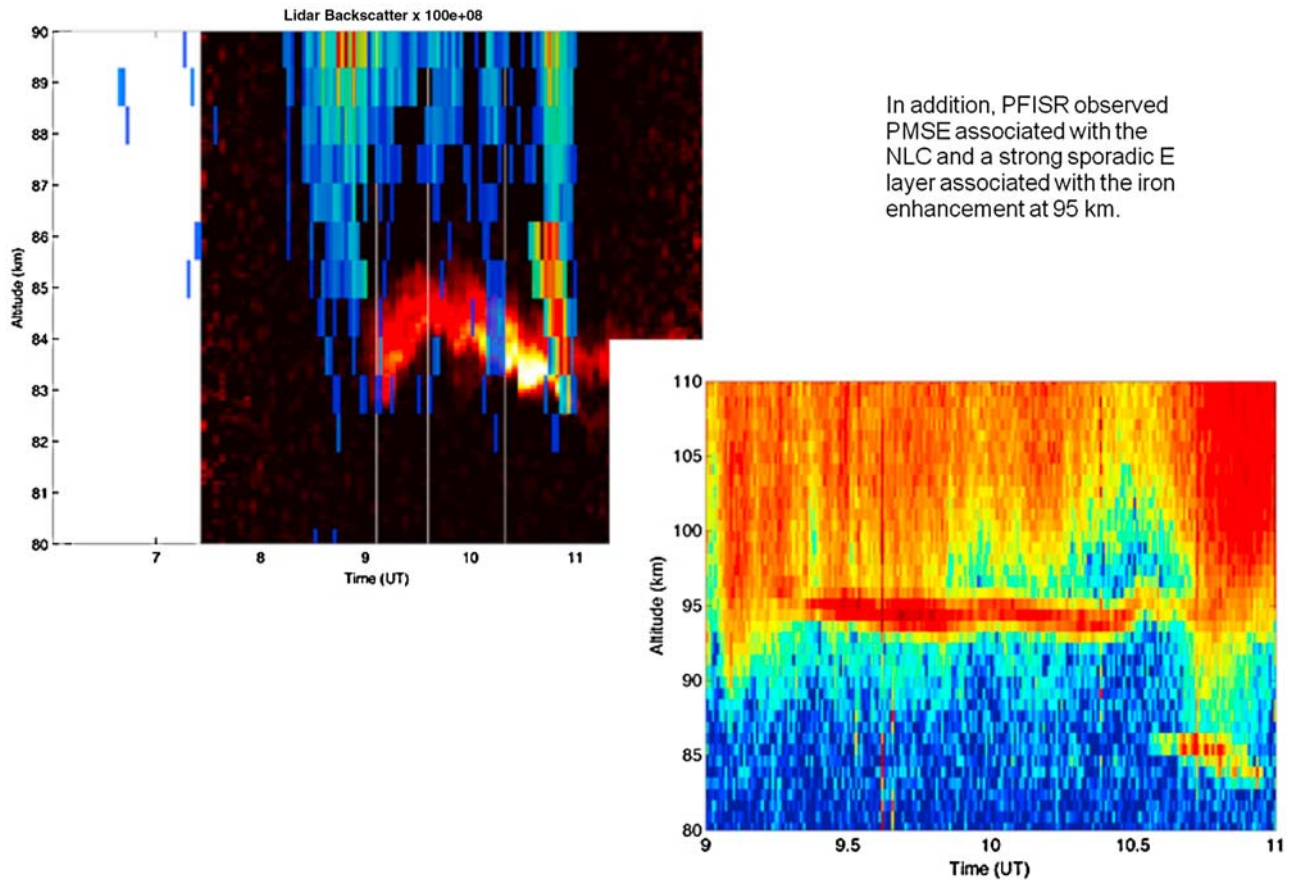 Lidar Backscatter x 100e+08
90
89
88
87
86
85
84
83
82
81
80
Altitude (km)
7 8 9 10 11
Time (UT)
In addition, PFISR observed
PMSE associated with the
NLC and a strong sporadic E
layer associated with the iron
enhancement at 95 km.
110
105
100
95
90
85
80
Altitude (km)
9 9.5 10 10.5 11
Time (UT)